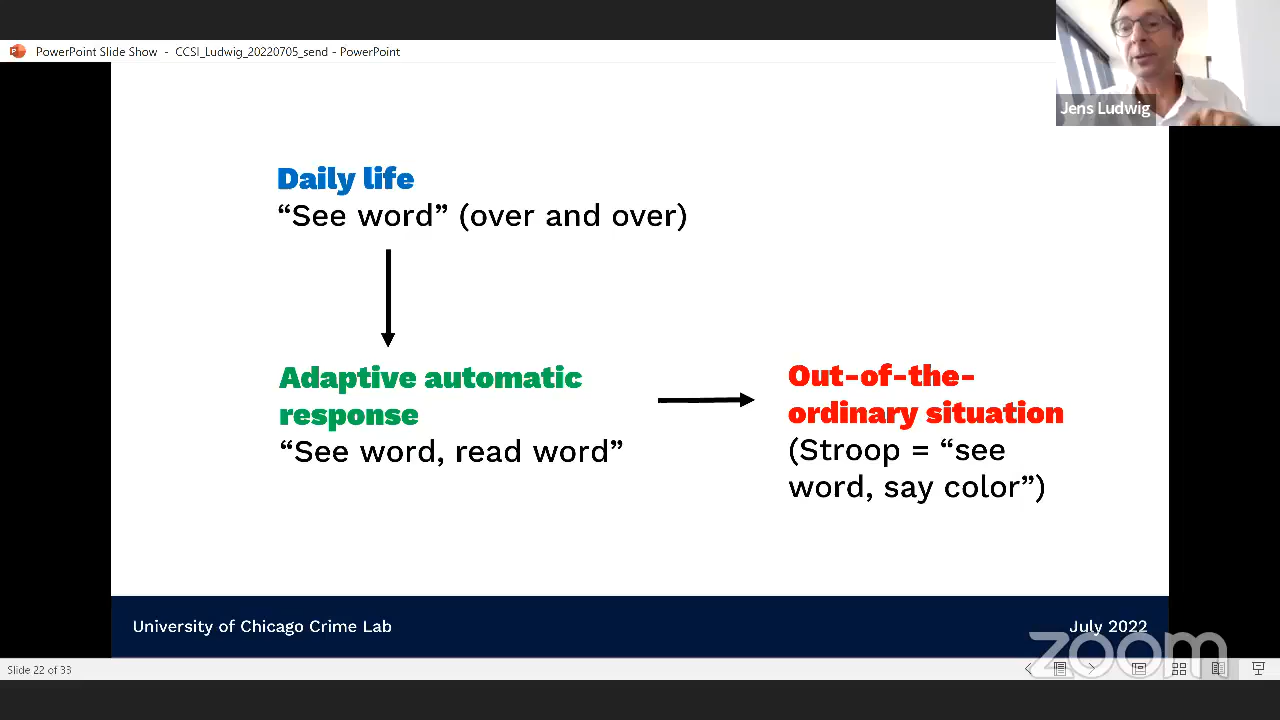 PowerPoint Slide Show - CCSI_Ludwig_20220705_send - PowerPoint
Jens Ludwig
Daily life
“See word” (over and over)
Adaptive automatic
response
“See word, read word”
Out-of-the-
ordinary situation
(Stroop = “see
word, say color”)
University of Chicago Crime Lab
July 2022
zoom
Slide 22 of 33